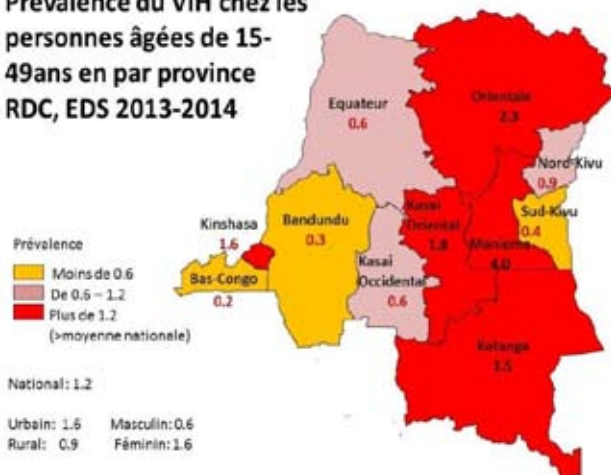 Prévalence du VIH chez les
personnes âgées de 15-
49ans en par province
RDC, EDS 2013-2014
Equateur
0.6
Orientale
2.3
Nord-Kivu
0.9
Sud-Kivu
0.4
Maniema
4.0
Kasai
Oriental
1.8
Kasai
Occidental
0.6
Bandundu
0.3
Kinshasa
1.6
Bas-Congo
0.2
Katanga
1.5
Prévalence
Moins de 0.6
De 0.6 – 1.2
Plus de 1.2
(>moyenne nationale)
National: 1.2
Urbain: 1.6 Masculin: 0.6
Rural: 0.9 Féminin: 1.6